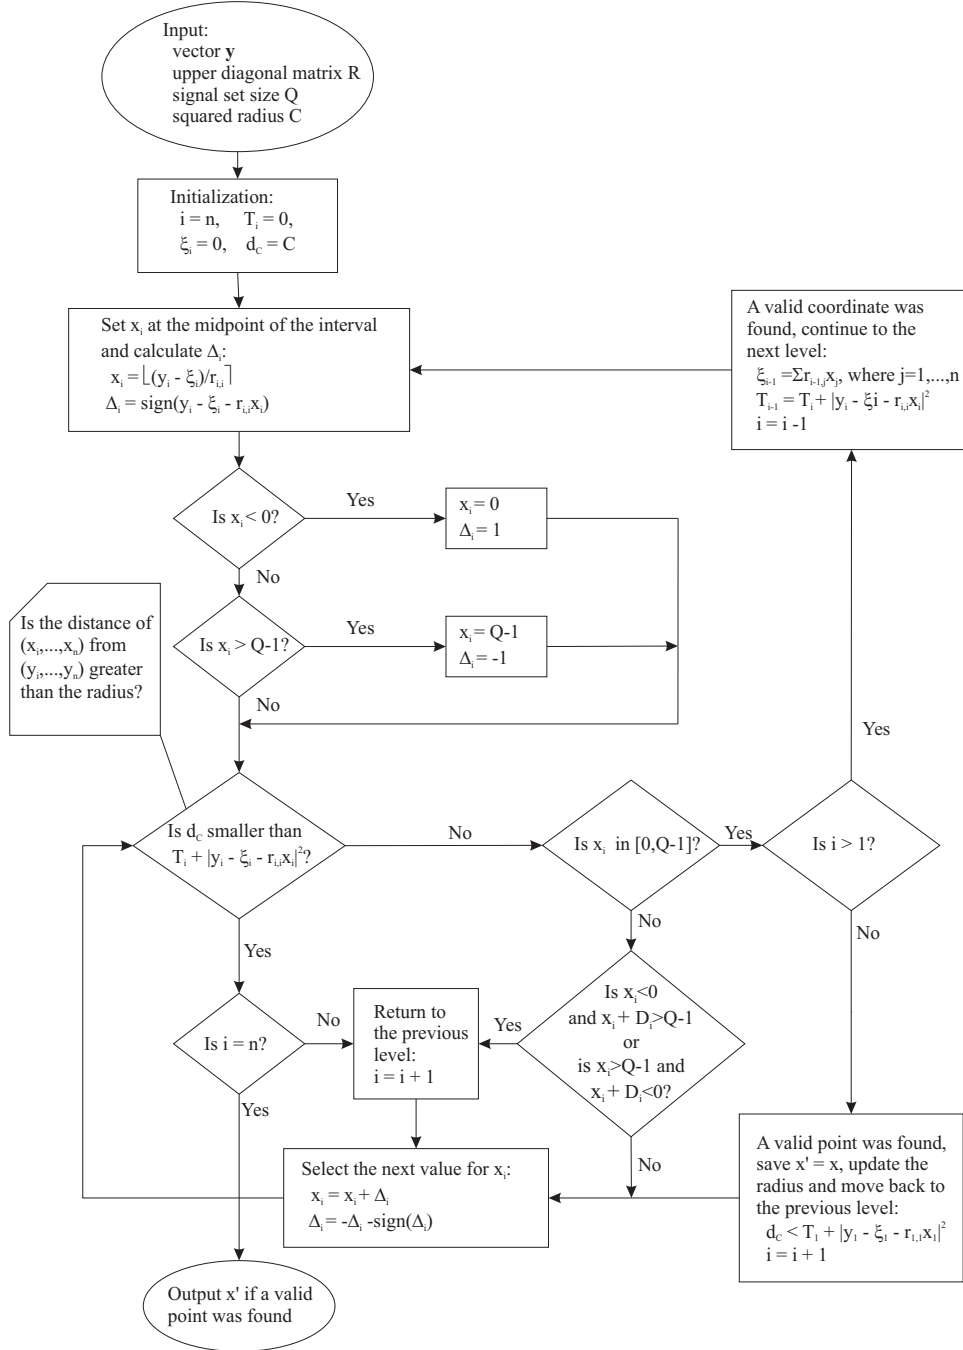 Input:
vector y
upper diagonal matrix R
signal set size Q
squared radius C
Initialization:
i = n, T_i = 0,
ξ_i = 0, d_C = C
Set x_i at the midpoint of the interval
and calculate Δ_i:
x_i = ⌊(y_i - ξ_i)/r_{i,i}⌉
Δ_i = sign(y_i - ξ_i - r_{i,i}x_i)
A valid coordinate was
found, continue to the
next level:
ξ_{i-1} =Σr_{i-1,j}x_j, where j=1,...,n
T_{i-1} = T_i + |y_i - ξi - r_{i,i}x_i|²
i = i -1
Is x_i < 0?
Yes
x_i = 0
Δ_i = 1
No
Is x_i > Q-1?
Yes
x_i = Q-1
Δ_i = -1
No
Is the distance of
(x_i,...,x_n) from
(y_i,...,y_n) greater
than the radius?
Is d_C smaller than
T_i + |y_i - ξ_i - r_{i,i}x_i|²?
No
Is x_i in [0,Q-1]?
Yes
Is i > 1?
Yes
No
Yes
No
Is i = n?
No
Return to
the previous
level:
i = i + 1
Yes
Is x_i<0
and x_i + D_i>Q-1
or
is x_i>Q-1 and
x_i + D_i<0?
Yes
No
Select the next value for x_i:
x_i = x_i + Δ_i
Δ_i = -Δ_i -sign(Δ_i)
A valid point was found,
save x' = x, update the
radius and move back to
the previous level:
d_C < T_1 + |y_1 - ξ_1 - r_{1,1}x_1|²
i = i + 1
Output x' if a valid
point was found